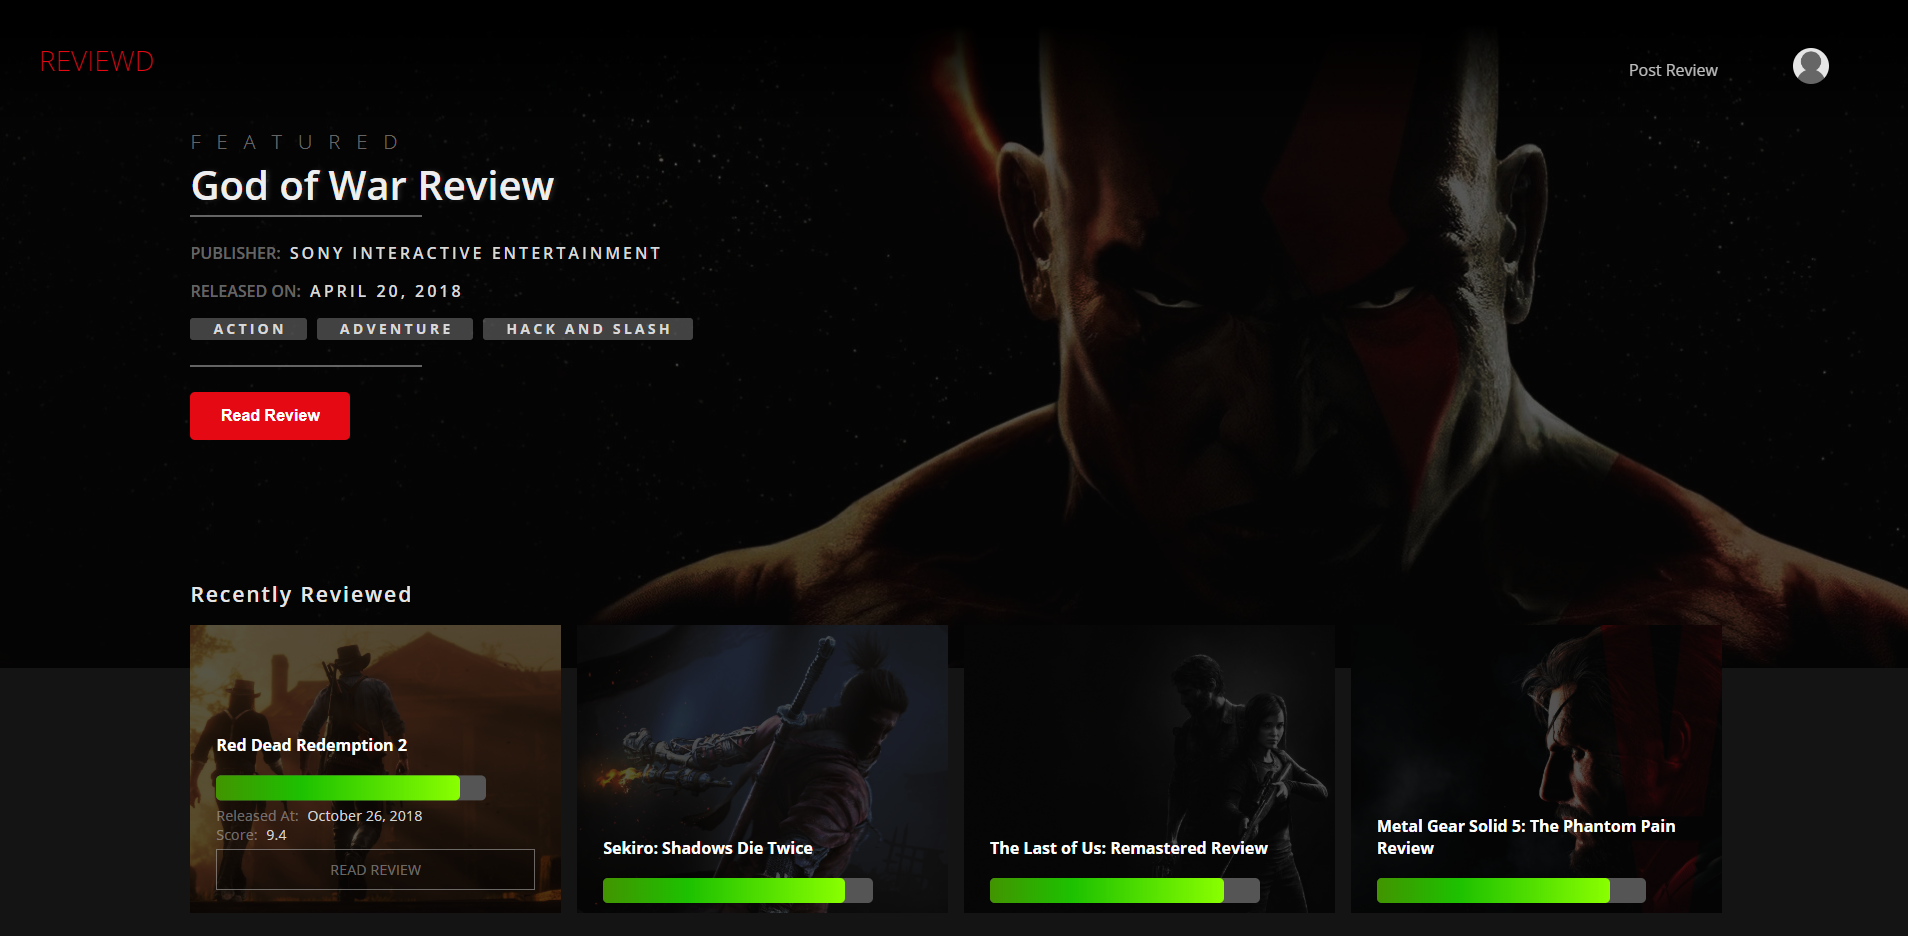 REVIEWD
Post Review
FEATURED
God of War Review
PUBLISHER: SONY INTERACTIVE ENTERTAINMENT
RELEASED ON: APRIL 20, 2018
ACTION ADVENTURE HACK AND SLASH
Read Review
Recently Reviewed
Red Dead Redemption 2
Released At: October 26, 2018
Score: 9.4
READ REVIEW
Sekiro: Shadows Die Twice
The Last of Us: Remastered Review
Metal Gear Solid 5: The Phantom Pain
Review